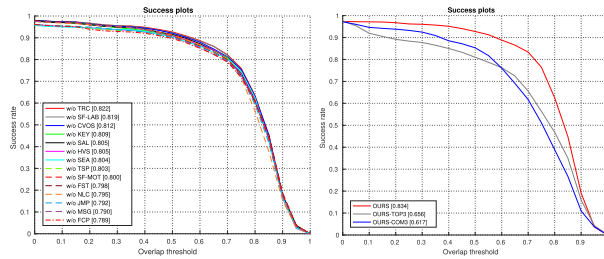 Success plots
Success rate
1
0.9
0.8
0.7
0.6
0.5
0.4
0.3
0.2
0.1
0
w/o TRC [0.822]
w/o SF-LAB [0.819]
w/o CVOS [0.812]
w/o KEY [0.809]
w/o SAL [0.805]
w/o HVS [0.805]
w/o SEA [0.804]
w/o TSP [0.803]
w/o SF-MOT [0.800]
w/o FST [0.798]
w/o NLC [0.795]
w/o JMP [0.792]
w/o MSG [0.790]
w/o FCP [0.789]
0 0.1 0.2 0.3 0.4 0.5 0.6 0.7 0.8 0.9 1
Overlap threshold
Success plots
Success rate
1
0.9
0.8
0.7
0.6
0.5
0.4
0.3
0.2
0.1
0
OURS [0.834]
OURS-TOP3 [0.656]
OURS-COM3 [0.617]
0 0.1 0.2 0.3 0.4 0.5 0.6 0.7 0.8 0.9
Overlap threshold